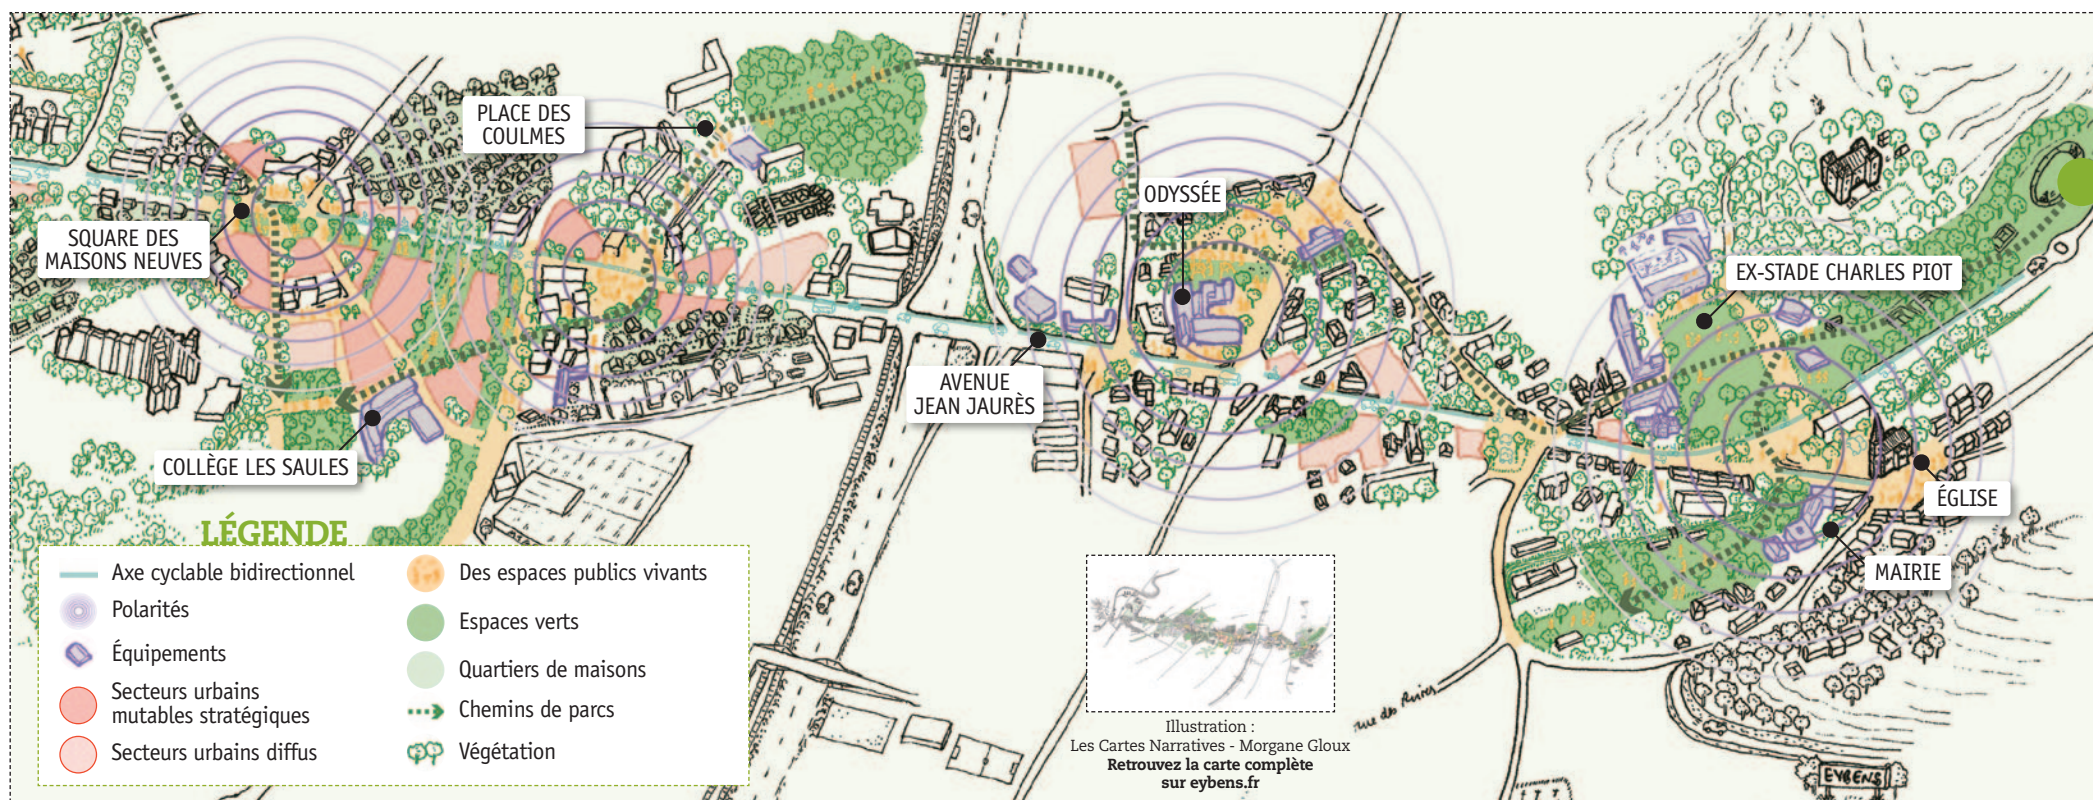 PLACE DES
COULMES
ODYSSÉE
SQUARE DES
MAISONS NEUVES
EX-STADE CHARLES PIOT
AVENUE
JEAN JAURÈS
COLLÈGE LES SAULES
ÉGLISE
MAIRIE
LÉGENDE
Axe cyclable bidirectionnel
Polarités
Équipements
Secteurs urbains
mutables stratégiques
Secteurs urbains diffus
Des espaces publics vivants
Espaces verts
Quartiers de maisons
Chemins de parcs
Végétation
Illustration :
Les Cartes Narratives - Morgane Gloux
Retrouvez la carte complète
sur eybens.fr
rue des Ruires
EYBENS